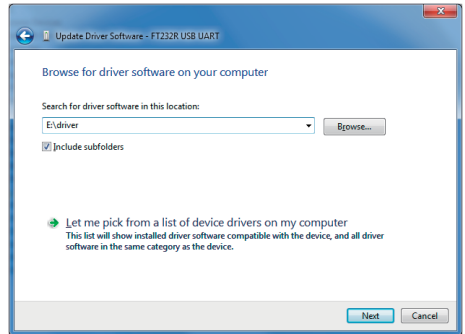 Update Driver Software - FT232R USB UART
Browse for driver software on your computer
Search for driver software in this location:
E:\driver
Browse...
Include subfolders
Let me pick from a list of device drivers on my computer
This list will show installed driver software compatible with the device, and all driver
software in the same category as the device.
Next
Cancel